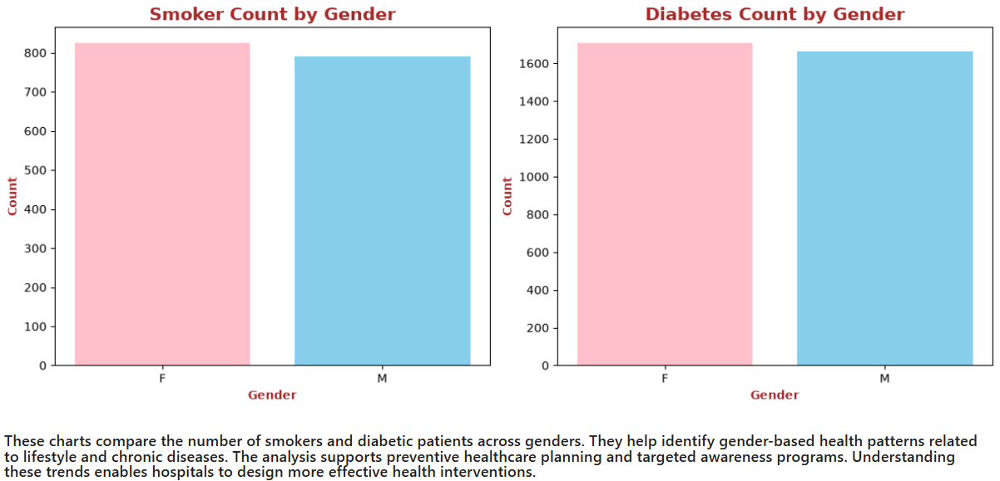 Smoker Count by Gender
Count
800
700
600
500
400
300
200
100
0
F
M
Gender
Diabetes Count by Gender
Count
1600
1400
1200
1000
800
600
400
200
0
F
M
Gender
These charts compare the number of smokers and diabetic patients across genders. They help identify gender-based health patterns related
to lifestyle and chronic diseases. The analysis supports preventive healthcare planning and targeted awareness programs. Understanding
these trends enables hospitals to design more effective health interventions.